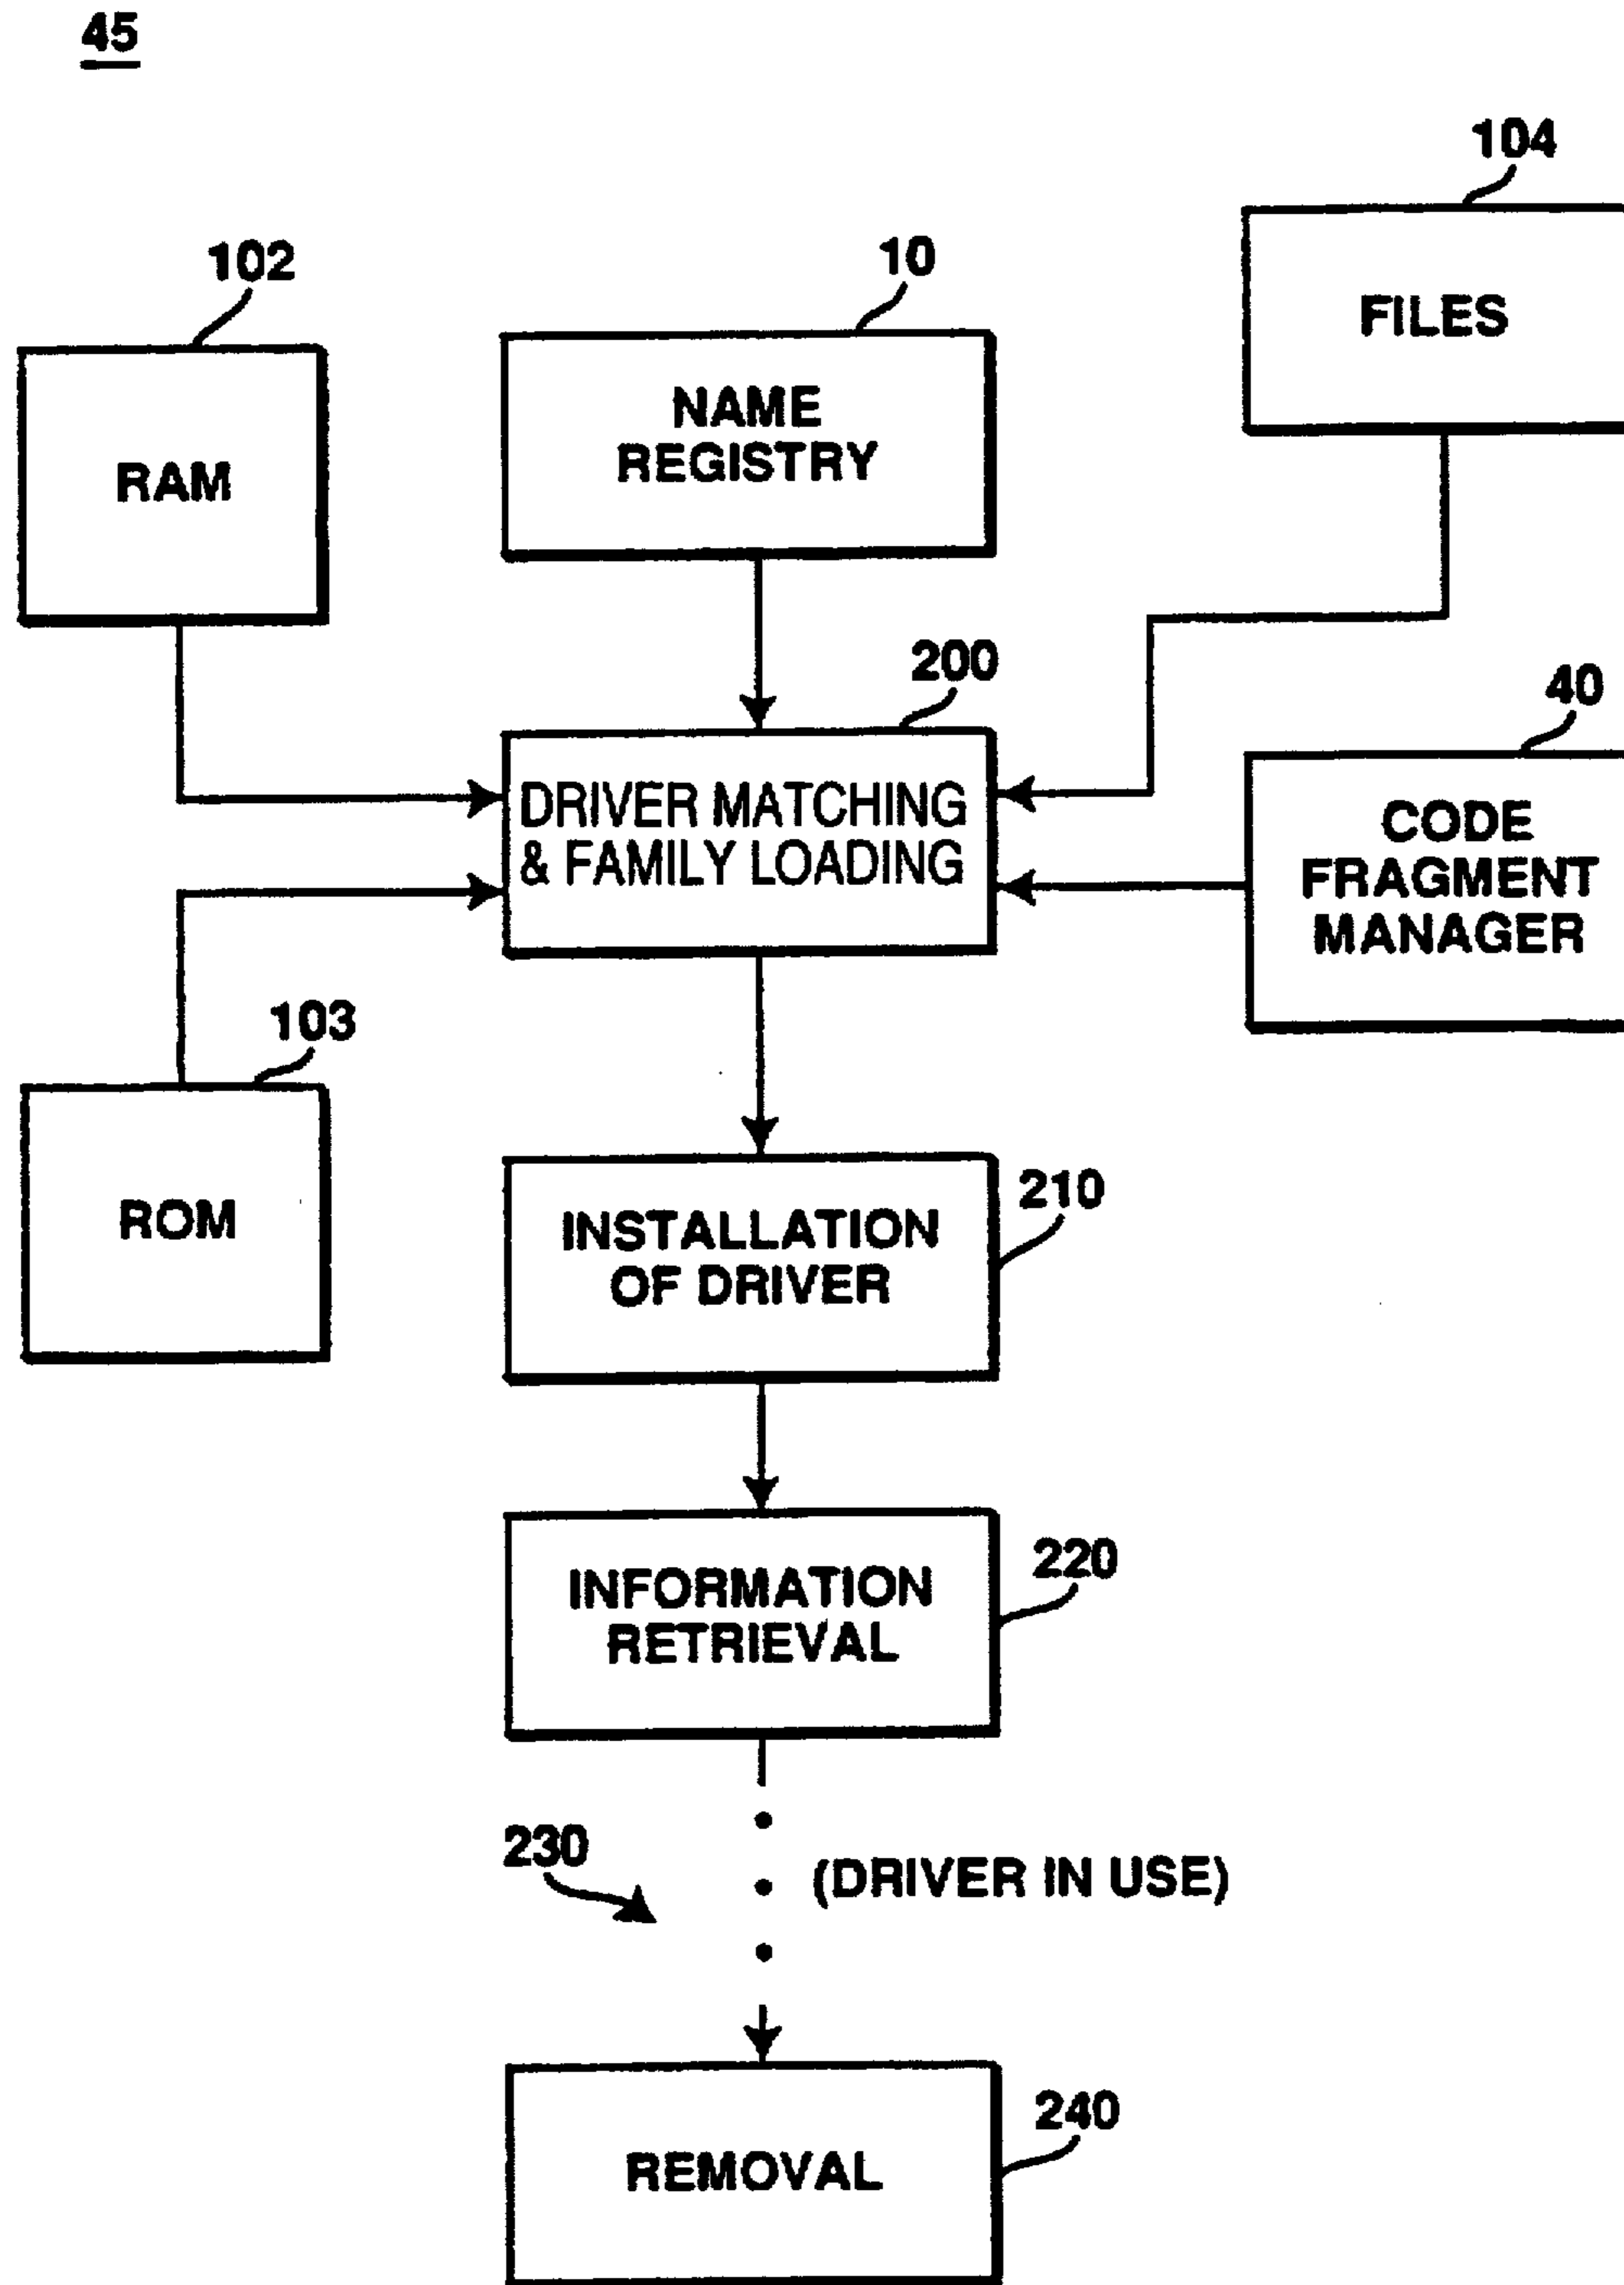 45
104
FILES
102
RAM
10
NAME
REGISTRY
200
DRIVER MATCHING
& FAMILY LOADING
40
CODE
FRAGMENT
MANAGER
103
ROM
210
INSTALLATION
OF DRIVER
220
INFORMATION
RETRIEVAL
230
(DRIVER IN USE)
240
REMOVAL